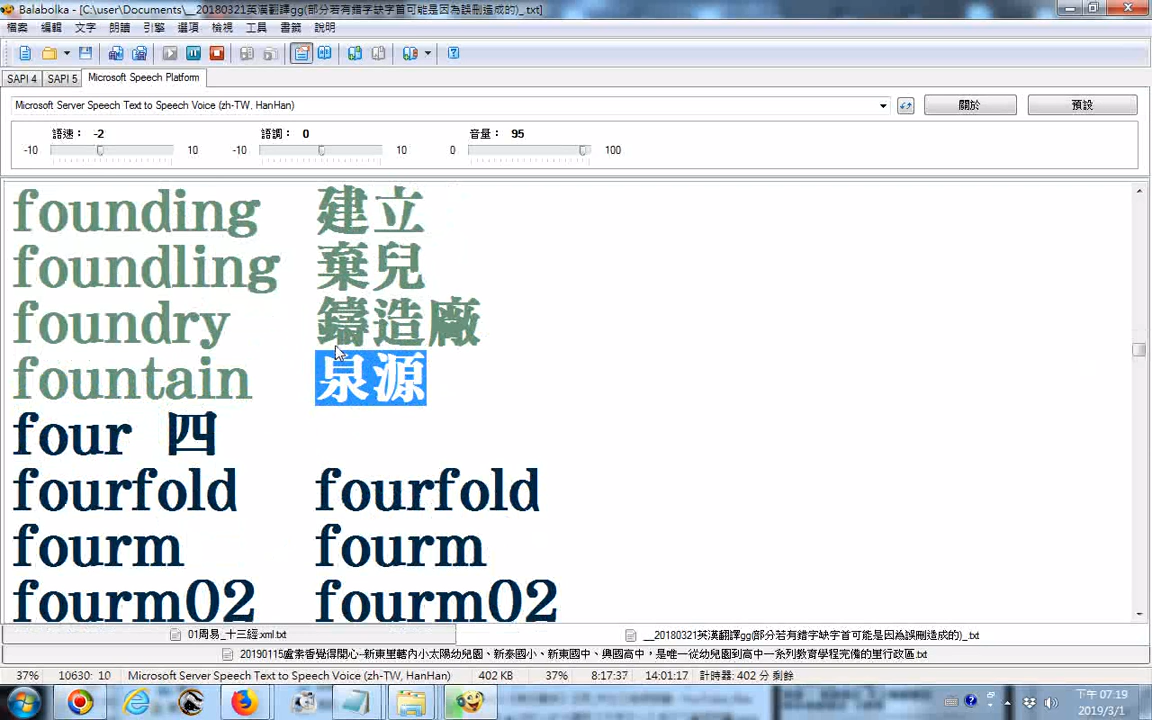 Balabolka - [C:\user\Documents\__20180321英漢翻譯gg(部分若有錯字缺字首可能是因為誤刪造成的)_.txt]
檔案 編輯 文字 朗讀 引擎 選項 檢視 工具 書籤 說明
SAPI 4 SAPI 5 Microsoft Speech Platform
Microsoft Server Speech Text to Speech Voice (zh-TW, HanHan) 關於 預設
語速： -2 語調： 0 音量： 95
-10 10 -10 10 0 100
founding 建立
foundling 棄兒
foundry 鑄造廠
fountain 泉源
four 四
fourfold fourfold
fourm fourm
fourm02 fourm02
01周易_十三經.xml.txt __20180321英漢翻譯gg(部分若有錯字缺字首可能是因為誤刪造成的)_.txt
20190115盧素香覺得開心--新東里轄內小太陽幼兒園、新泰國小、新東國中、興國高中，是唯一從幼兒園到高中一系列教育學程完備的里行政區.txt
37% 10630: 10 Microsoft Server Speech Text to Speech Voice (zh-TW, HanHan) 402 KB 37% 8:17:37 14:01:17 計時器: 402 分 剩餘
下午 07:19
2019/3/1